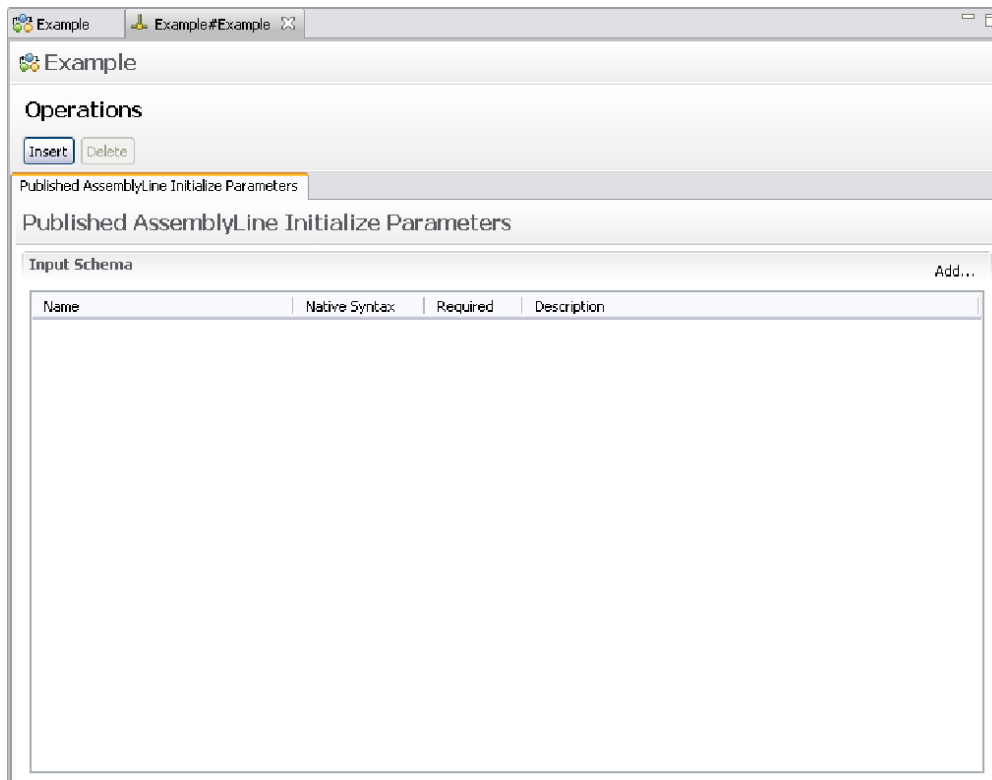 Example Example#Example
Example
Operations
Insert Delete
Published AssemblyLine Initialize Parameters
Published AssemblyLine Initialize Parameters
Input Schema Add...
Name Native Syntax Required Description